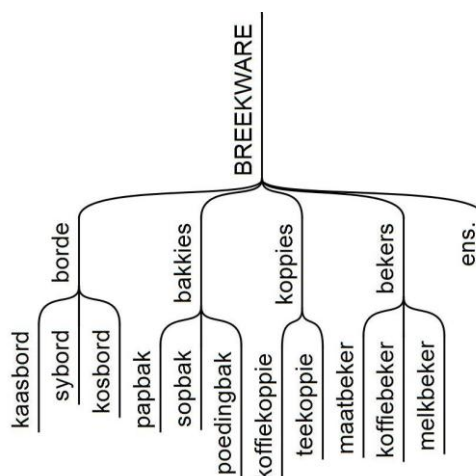 BREEKWARE
borde
bakkies
koppies
bekers
ens.
kaasbord
sybord
kosbord
papbak
sopbak
poedingbak
koffiekoppie
teekoppie
maatbeker
koffiebeker
melkbeker